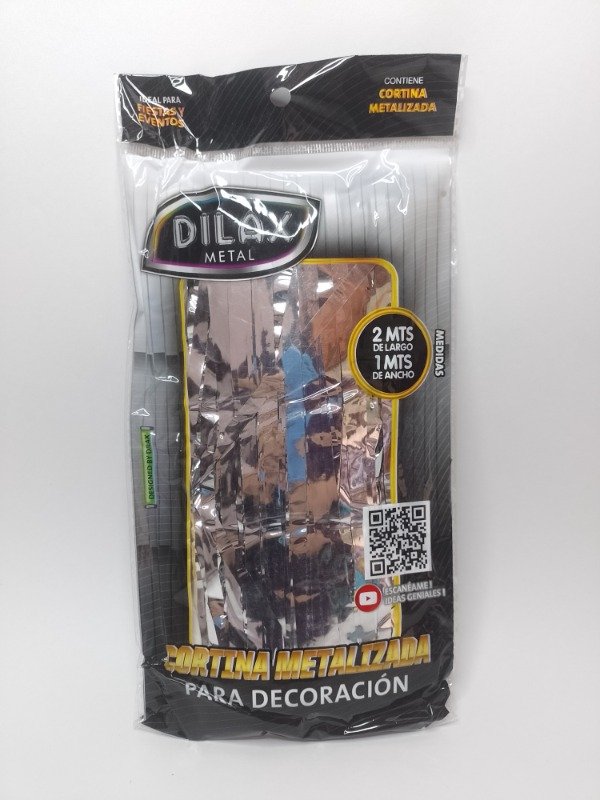 IDEAL PARA
FIESTAS Y
EVENTOS
CONTIENE
CORTINA
METALIZADA
DILAX
METAL
2 MTS
DE LARGO
1 MTS
DE ANCHO
MEDIDAS
DESIGNED BY DILAX
¡ESCANÉAME!
IDEAS GENIALES!
CORTINA METALIZADA
PARA DECORACIÓN